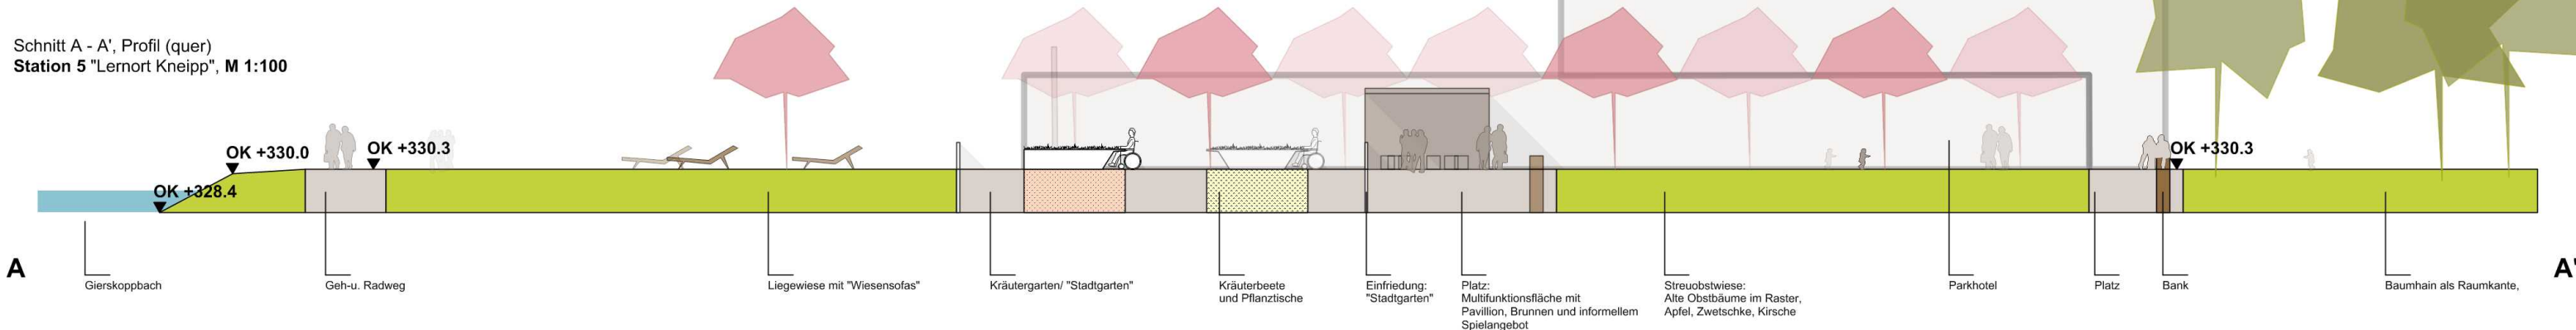 Schnitt A - A', Profil (quer)
Station 5 "Lernort Kneipp", M 1:100
OK +330.0
OK +330.3
OK +328.4
OK +330.3
A
A'
Gierskoppbach
Geh-u. Radweg
Liegewiese mit "Wiesensofas"
Kräutergarten/ "Stadtgarten"
Kräuterbeete
und Pflanztische
Einfriedung:
"Stadtgarten"
Platz:
Multifunktionsfläche mit
Pavillion, Brunnen und informellem
Spielangebot
Streuobstwiese:
Alte Obstbäume im Raster,
Apfel, Zwetschke, Kirsche
Parkhotel
Platz
Bank
Baumhain als Raumkante,